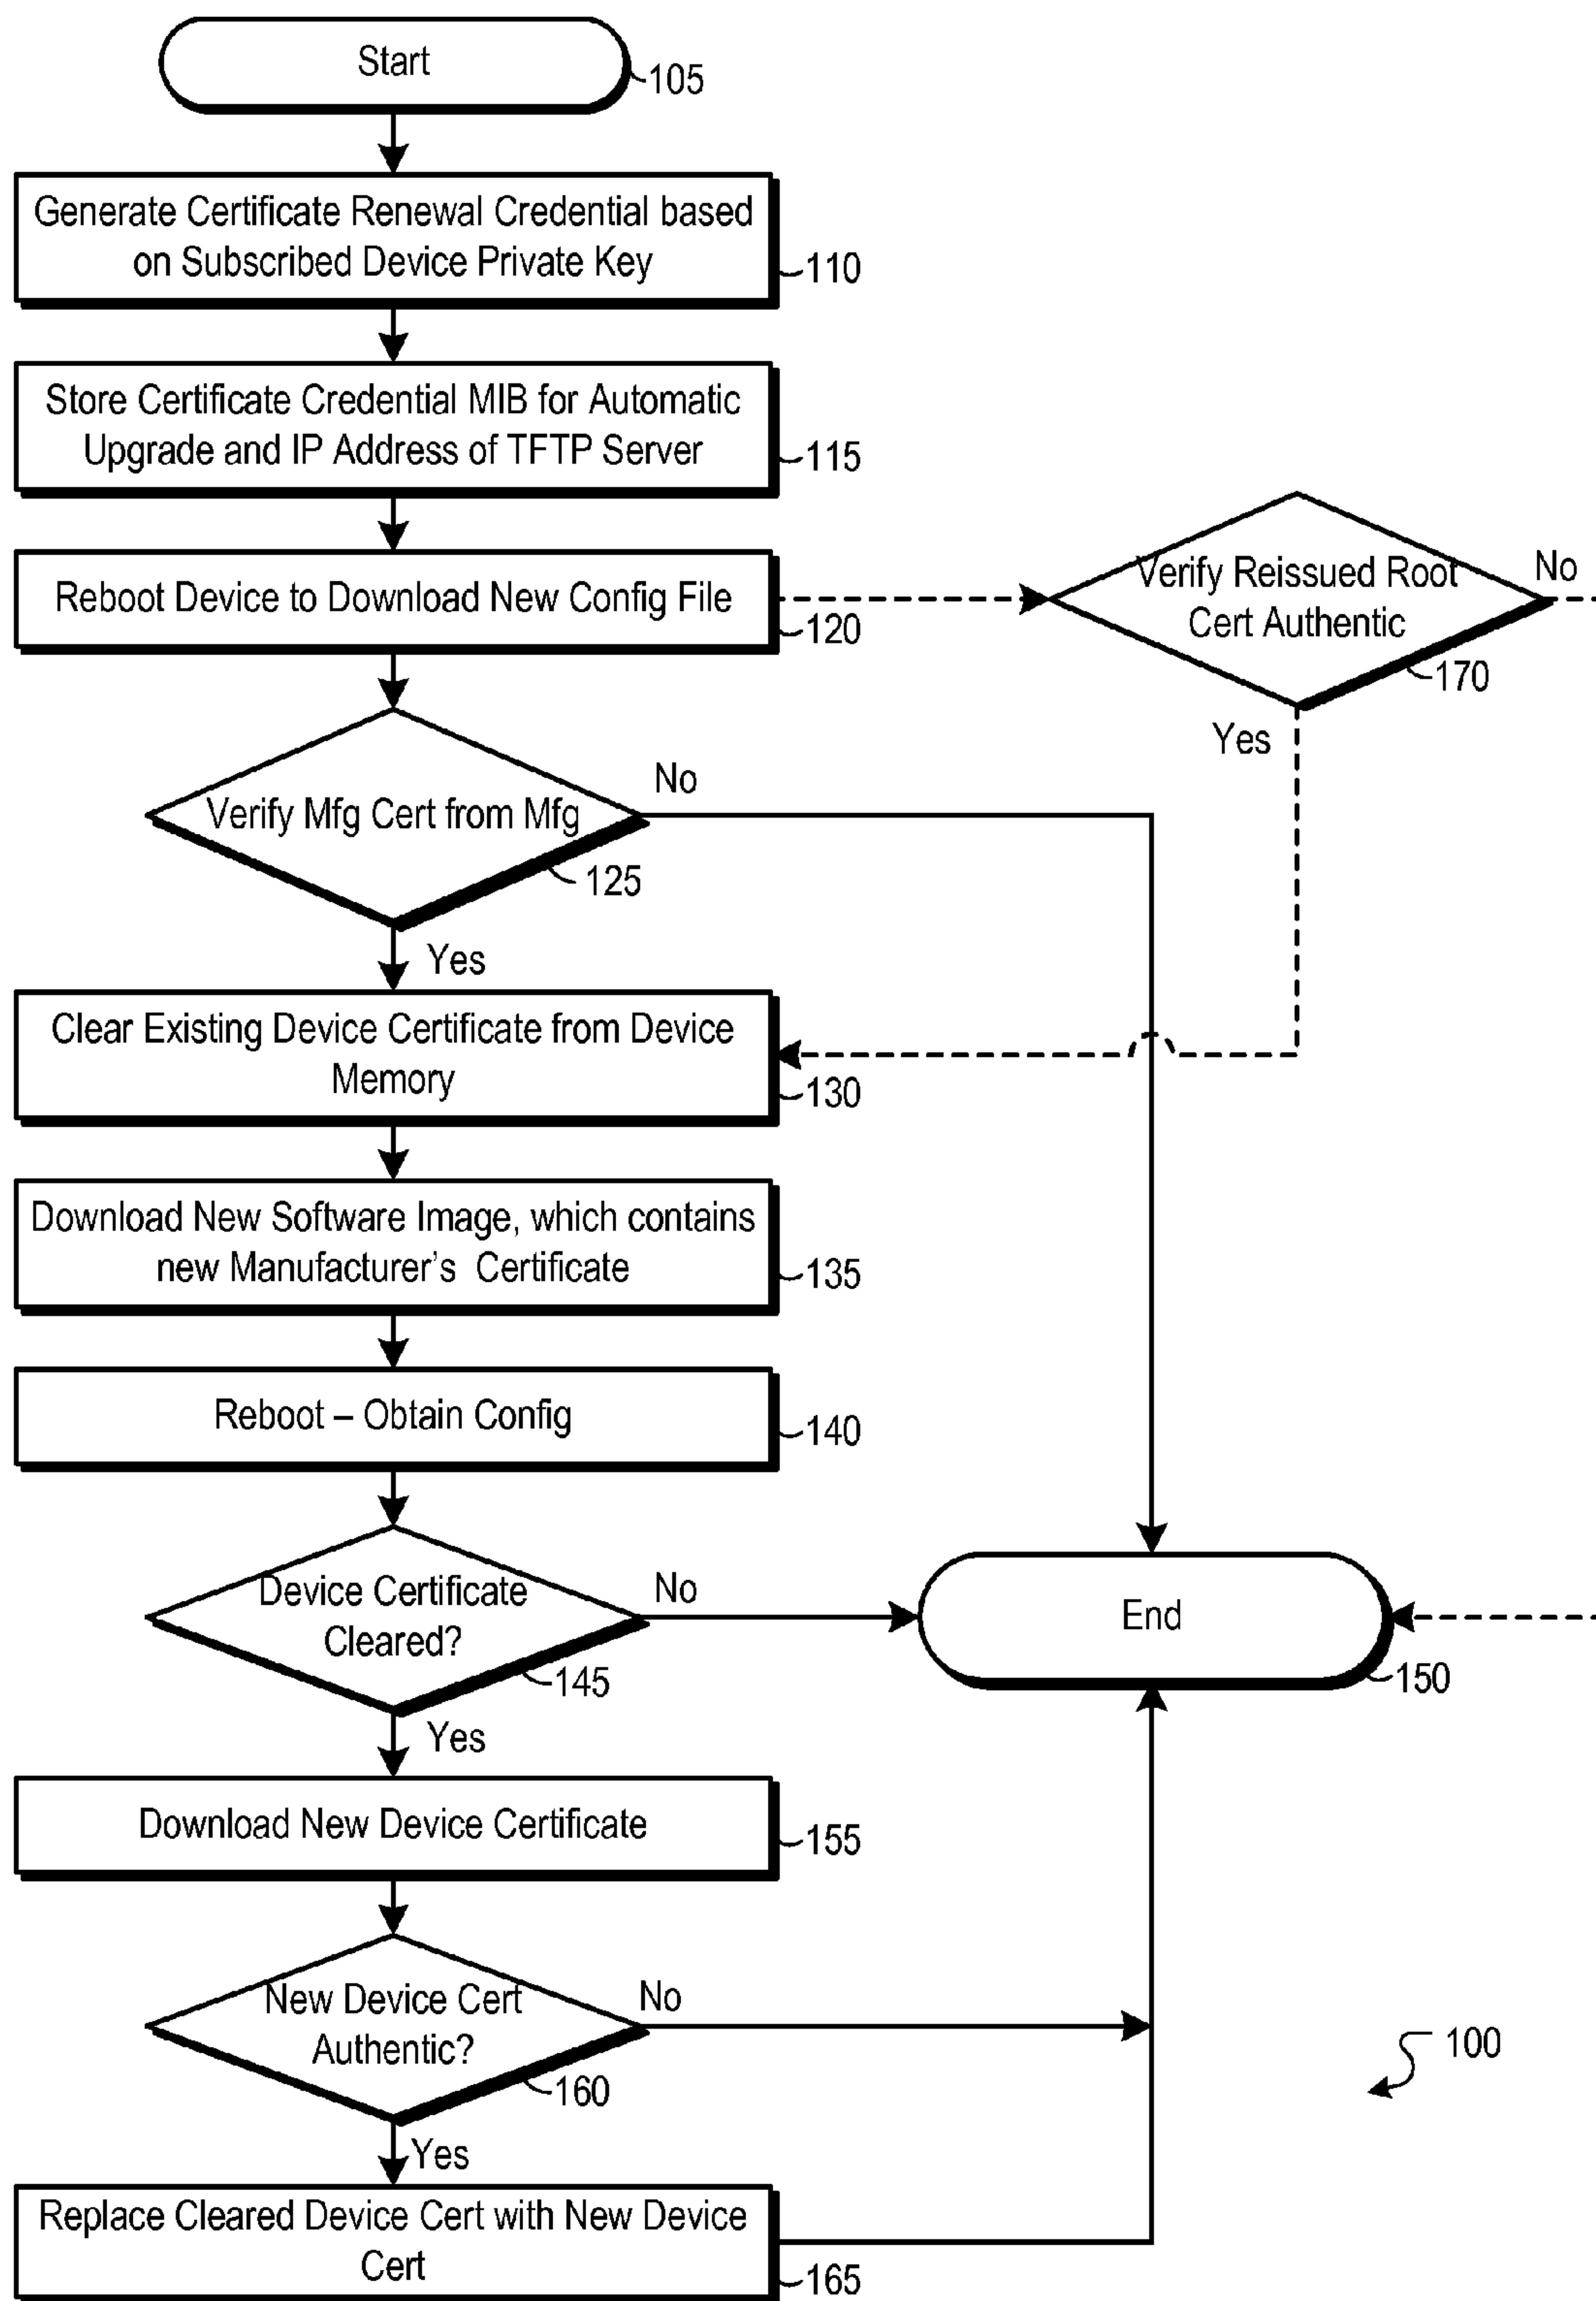 Start
105
Generate Certificate Renewal Credential based
on Subscribed Device Private Key
110
Store Certificate Credential MIB for Automatic
Upgrade and IP Address of TFTP Server
115
Reboot Device to Download New Config File
120
Verify Reissued Root
Cert Authentic
No
170
Yes
Verify Mfg Cert from Mfg
No
125
Yes
Clear Existing Device Certificate from Device
Memory
130
Download New Software Image, which contains
new Manufacturer's Certificate
135
Reboot – Obtain Config
140
Device Certificate
Cleared?
No
145
Yes
End
150
Download New Device Certificate
155
New Device Cert
Authentic?
No
160
Yes
100
Replace Cleared Device Cert with New Device
Cert
165